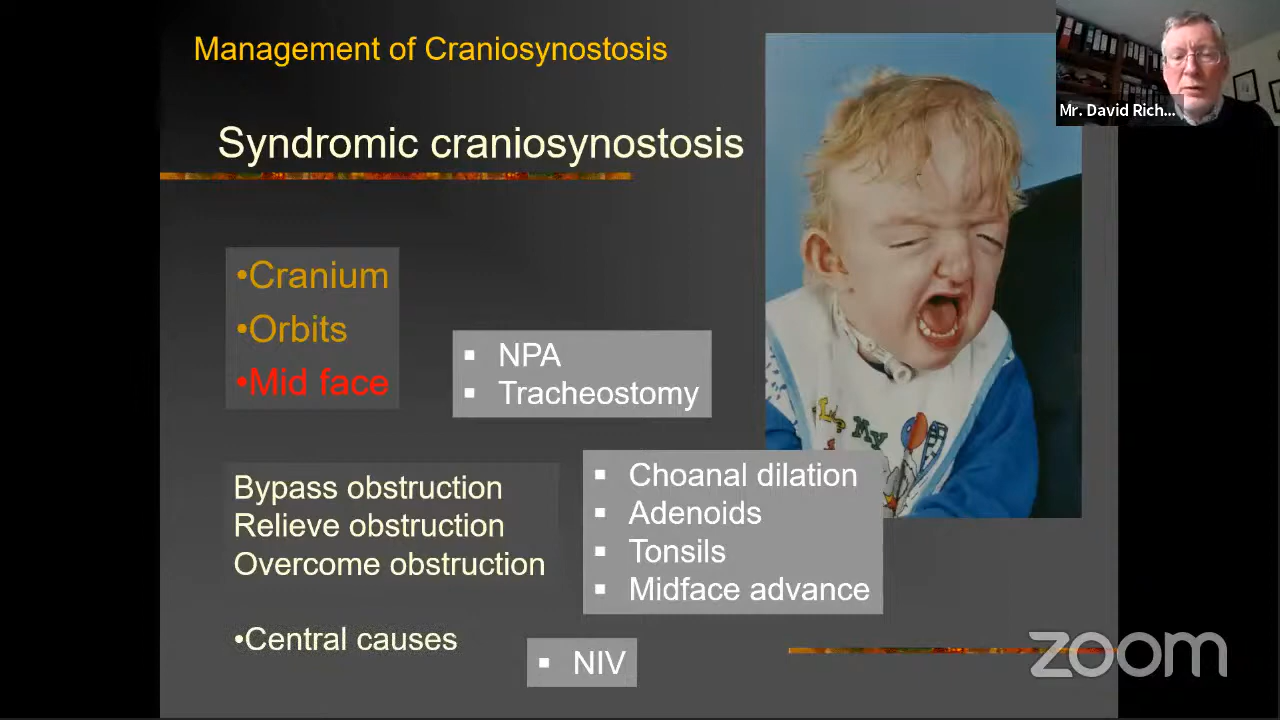 Management of Craniosynostosis
Mr. David Rich...
Syndromic craniosynostosis
•Cranium
•Orbits
•Mid face
▪ NPA
▪ Tracheostomy
Bypass obstruction
Relieve obstruction
Overcome obstruction
▪ Choanal dilation
▪ Adenoids
▪ Tonsils
▪ Midface advance
•Central causes
▪ NIV
zoom